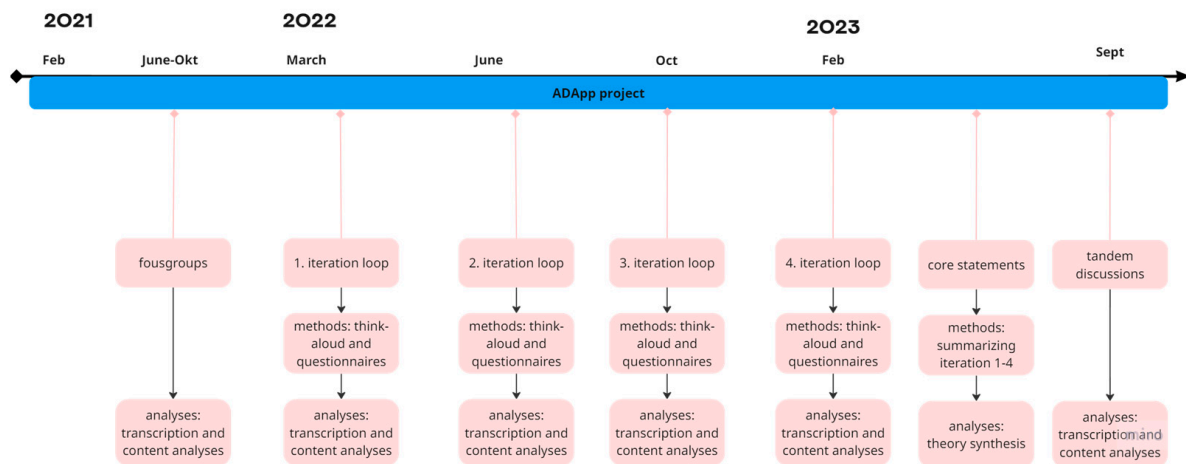 2021
2022
2023
Feb
June-Okt
March
June
Oct
Feb
Sept
ADApp project
fousgroups
1. iteration loop
2. iteration loop
3. iteration loop
4. iteration loop
core statements
tandem
discussions
methods: think-
aloud and
questionnaires
methods: think-
aloud and
questionnaires
methods: think-
aloud and
questionnaires
methods: think-
aloud and
questionnaires
methods:
summarizing
iteration 1-4
analyses:
transcription and
content analyses
analyses:
transcription and
content analyses
analyses:
transcription and
content analyses
analyses:
transcription and
content analyses
analyses:
transcription and
content analyses
analyses:
theory synthesis
analyses:
transcription and
content analyses
miro